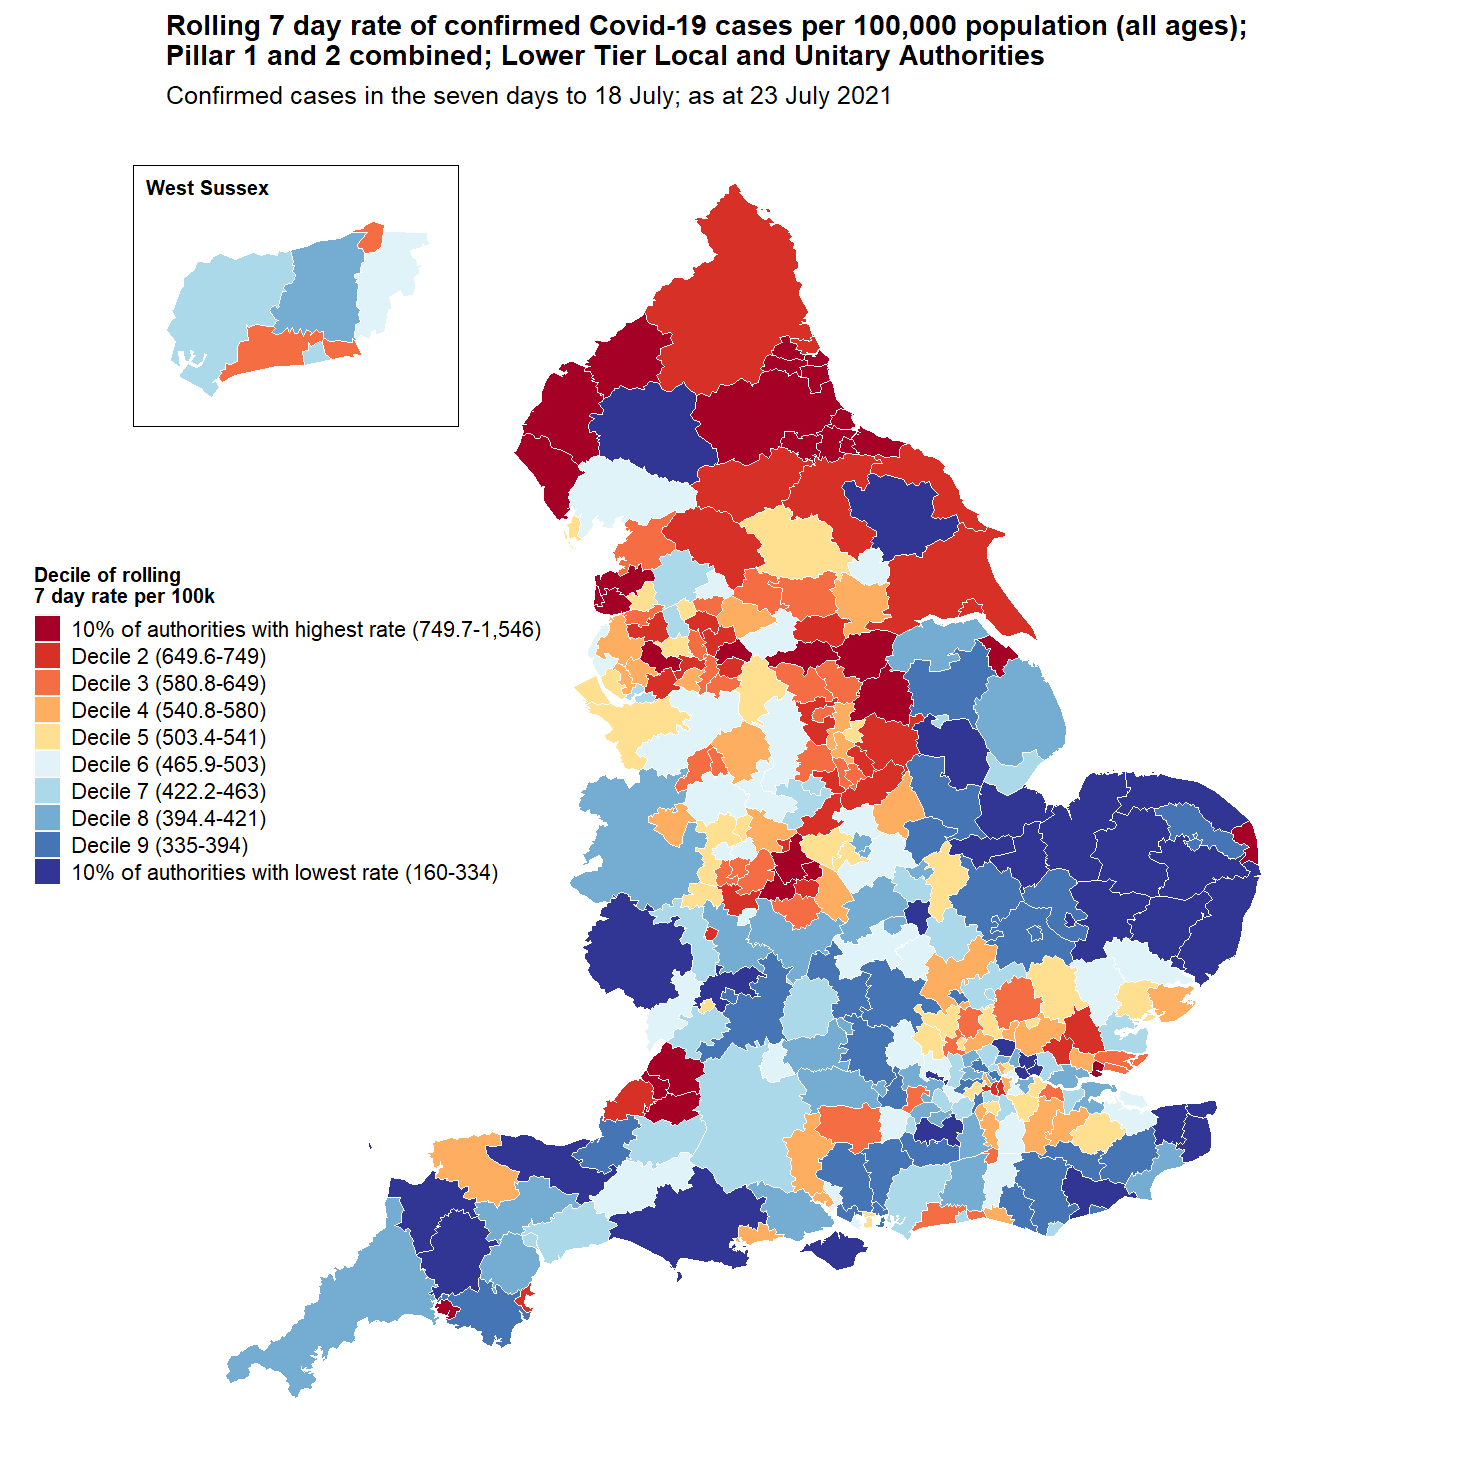 Rolling 7 day rate of confirmed Covid-19 cases per 100,000 population (all ages);
Pillar 1 and 2 combined; Lower Tier Local and Unitary Authorities
Confirmed cases in the seven days to 18 July; as at 23 July 2021
West Sussex
Decile of rolling
7 day rate per 100k
10% of authorities with highest rate (749.7-1,546)
Decile 2 (649.6-749)
Decile 3 (580.8-649)
Decile 4 (540.8-580)
Decile 5 (503.4-541)
Decile 6 (465.9-503)
Decile 7 (422.2-463)
Decile 8 (394.4-421)
Decile 9 (335-394)
10% of authorities with lowest rate (160-334)